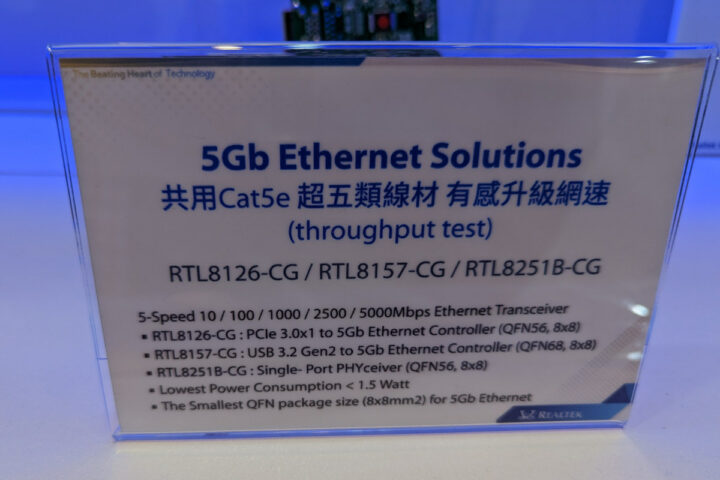 The Beating Heart of Technology
5Gb Ethernet Solutions
共用Cat5e 超五類線材 有感升級網速
(throughput test)
RTL8126-CG / RTL8157-CG / RTL8251B-CG
5-Speed 10 / 100 / 1000 / 2500 / 5000Mbps Ethernet Transceiver
▪ RTL8126-CG : PCIe 3.0x1 to 5Gb Ethernet Controller (QFN56, 8x8)
▪ RTL8157-CG : USB 3.2 Gen2 to 5Gb Ethernet Controller (QFN68, 8x8)
▪ RTL8251B-CG : Single- Port PHYceiver (QFN56, 8x8)
▪ Lowest Power Consumption < 1.5 Watt
▪ The Smallest QFN package size (8x8mm2) for 5Gb Ethernet
REALTEK